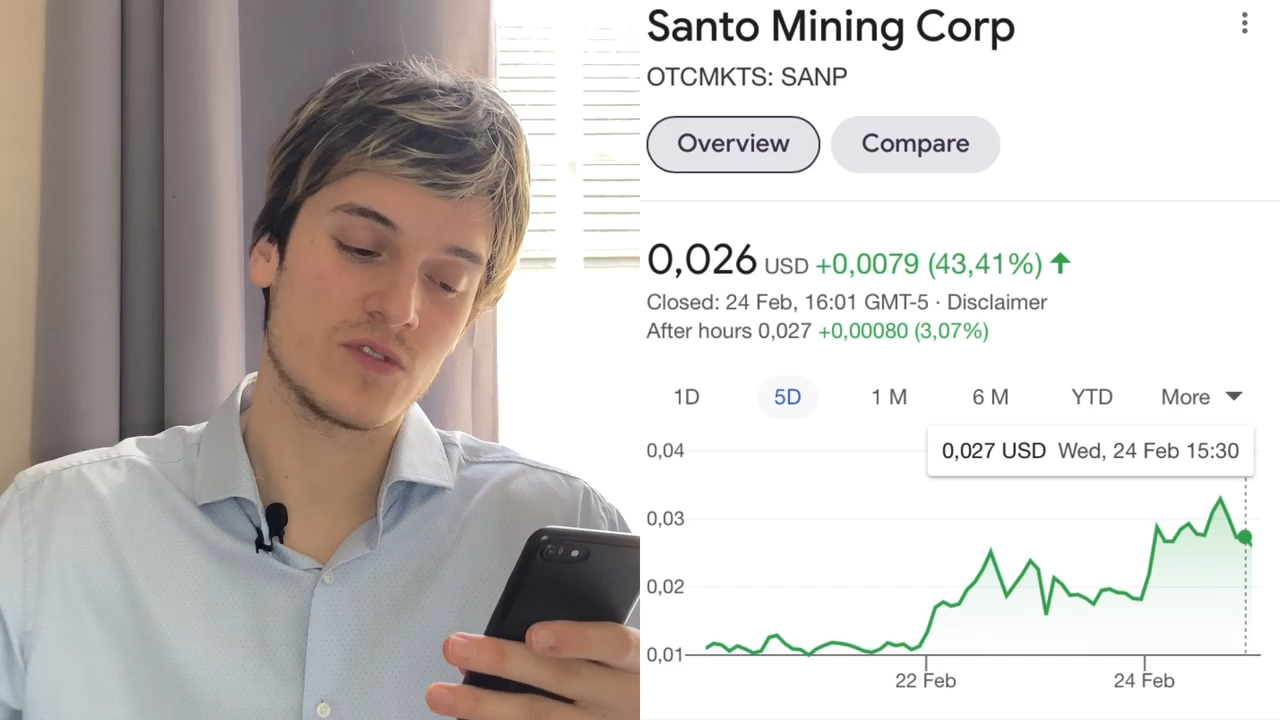 Santo Mining Corp
OTCMKTS: SANP
Overview
Compare
0,026 USD +0,0079 (43,41%)
Closed: 24 Feb, 16:01 GMT-5 · Disclaimer
After hours 0,027 +0,00080 (3,07%)
1D 5D 1 M 6 M YTD More
0,027 USD Wed, 24 Feb 15:30
0,04
0,03
0,02
0,01
22 Feb 24 Feb